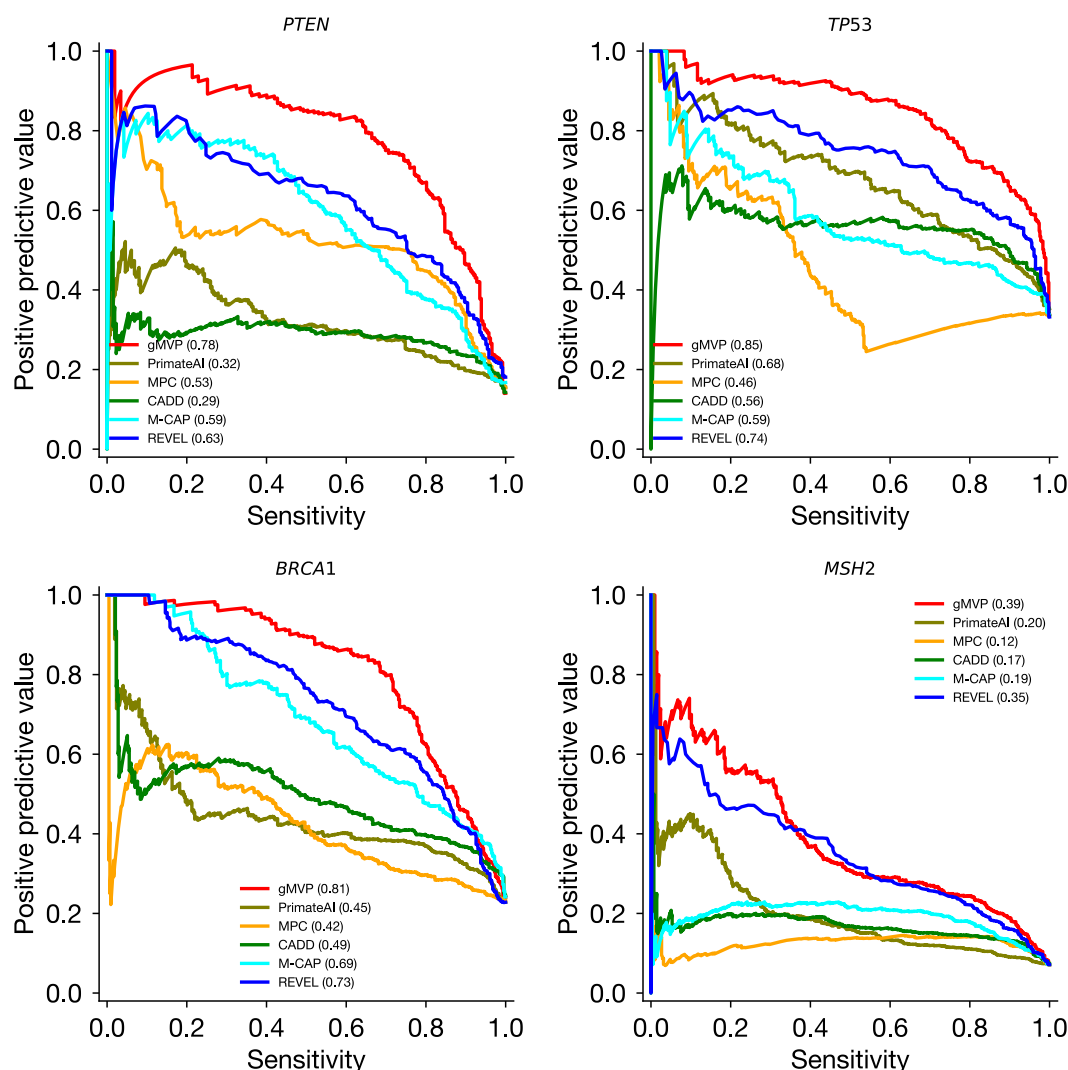 PTEN
1.0
0.8
0.6
0.4
0.2
0.0
Positive predictive value
gMVP (0.78)
PrimateAI (0.32)
MPC (0.53)
CADD (0.29)
M-CAP (0.59)
REVEL (0.63)
0.0 0.2 0.4 0.6 0.8 1.0
Sensitivity
TP53
1.0
0.8
0.6
0.4
0.2
0.0
Positive predictive value
gMVP (0.85)
PrimateAI (0.68)
MPC (0.46)
CADD (0.56)
M-CAP (0.59)
REVEL (0.74)
0.0 0.2 0.4 0.6 0.8 1.0
Sensitivity
BRCA1
1.0
0.8
0.6
0.4
0.2
0.0
Positive predictive value
gMVP (0.81)
PrimateAI (0.45)
MPC (0.42)
CADD (0.49)
M-CAP (0.69)
REVEL (0.73)
0.0 0.2 0.4 0.6 0.8 1.0
Sensitivity
MSH2
1.0
0.8
0.6
0.4
0.2
0.0
Positive predictive value
gMVP (0.39)
PrimateAI (0.20)
MPC (0.12)
CADD (0.17)
M-CAP (0.19)
REVEL (0.35)
0.0 0.2 0.4 0.6 0.8 1.0
Sensitivity